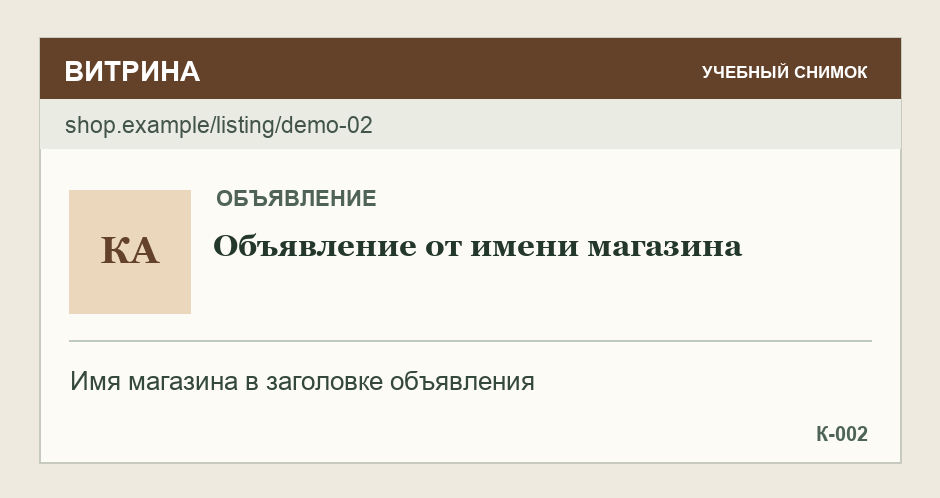 ВИТРИНА
УЧЕБНЫЙ СНИМОК
shop.example/listing/demo-02
КА
ОБЪЯВЛЕНИЕ
Объявление от имени магазина
Имя магазина в заголовке объявления
К-002